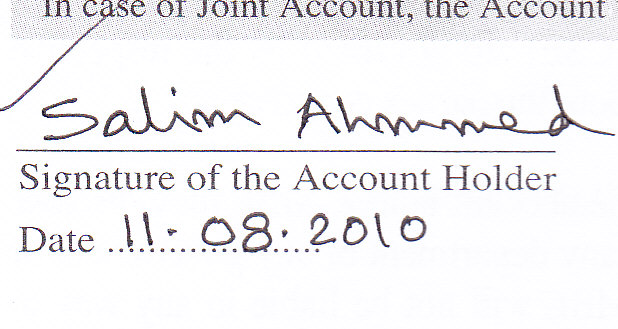 In case of Joint Account, the Account
Salim Ahmmed
Signature of the Account Holder
Date ........................ 11. 08. 2010